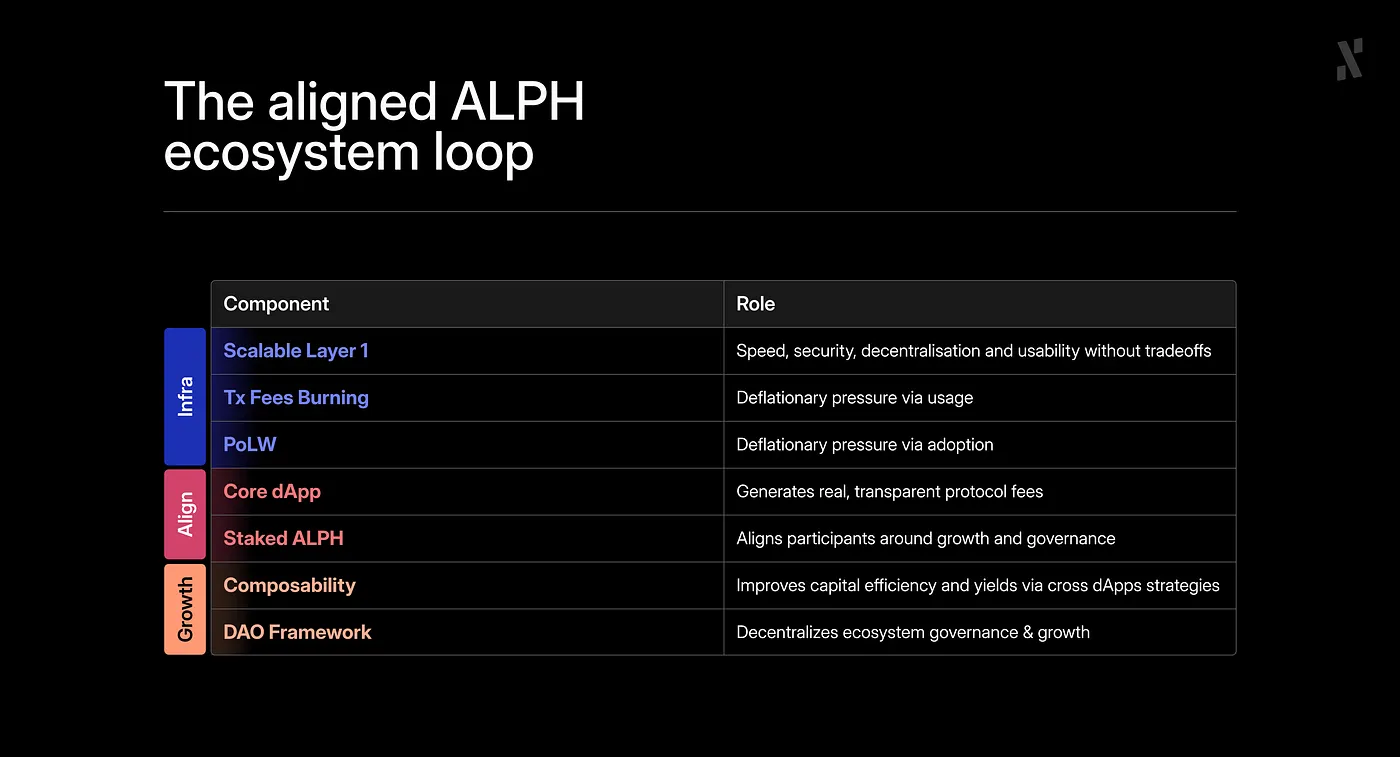 The aligned ALPH
ecosystem loop
Component
Role
Infra
Scalable Layer 1
Speed, security, decentralisation and usability without tradeoffs
Tx Fees Burning
Deflationary pressure via usage
PoLW
Deflationary pressure via adoption
Align
Core dApp
Generates real, transparent protocol fees
Staked ALPH
Aligns participants around growth and governance
Growth
Composability
Improves capital efficiency and yields via cross dApps strategies
DAO Framework
Decentralizes ecosystem governance & growth